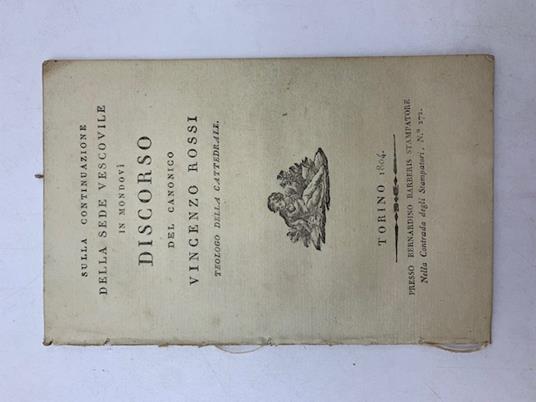 SULLA CONTINUAZIONE
DELLA SEDE VESCOVILE
IN MONDOVÌ
DISCORSO
DEL CANONICO
VINCENZO ROSSI
TEOLOGO DELLA CATTEDRALE.
TORINO 1804.
PRESSO BERNARDINO BARBERIS STAMPATORE
Nella Contrada degli Stampatori, N.º 272.